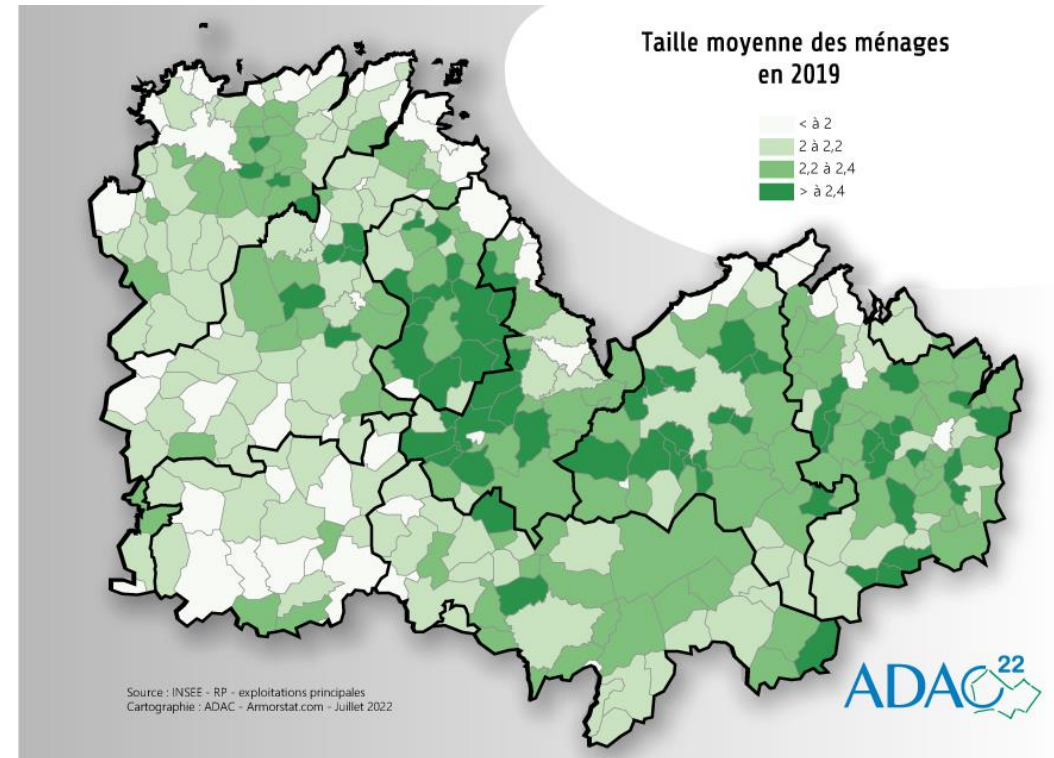 Taille moyenne des ménages
en 2019
< à 2
2 à 2,2
2,2 à 2,4
> à 2,4
Source : INSEE - RP - exploitations principales
Cartographie : ADAC - Armorstat.com - Juillet 2022
ADAC 22